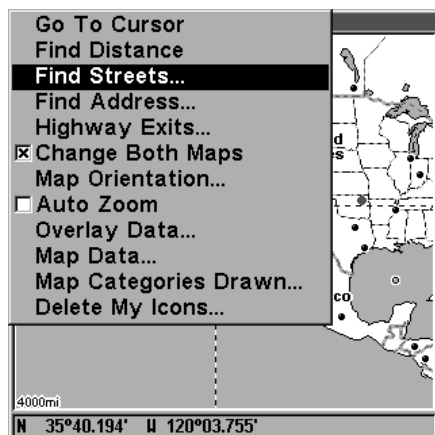 Go To Cursor
Find Distance
Find Streets...
Find Address...
Highway Exits...
Change Both Maps
Map Orientation...
Auto Zoom
Overlay Data...
Map Data...
Map Categories Drawn...
Delete My Icons...
d
s
co
4000mi
N 35°40.194' W 120°03.755'